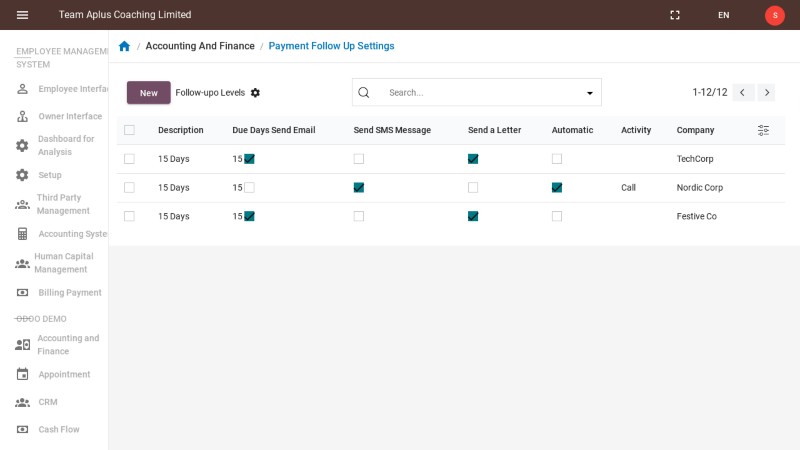 Team Aplus Coaching Limited
EN
S
EMPLOYEE MANAGEM
SYSTEM
Employee Interfa
Owner Interface
Dashboard for
Analysis
Setup
Third Party
Management
Accounting Syste
Human Capital
Management
Billing Payment
ODOO DEMO
Accounting and
Finance
Appointment
CRM
Cash Flow
/ Accounting And Finance / Payment Follow Up Settings
New
Follow-upo Levels
Search...
1-12/12
Description Due Days Send Email Send SMS Message Send a Letter Automatic Activity Company
15 Days 15 TechCorp
15 Days 15 Call Nordic Corp
15 Days 15 Festive Co